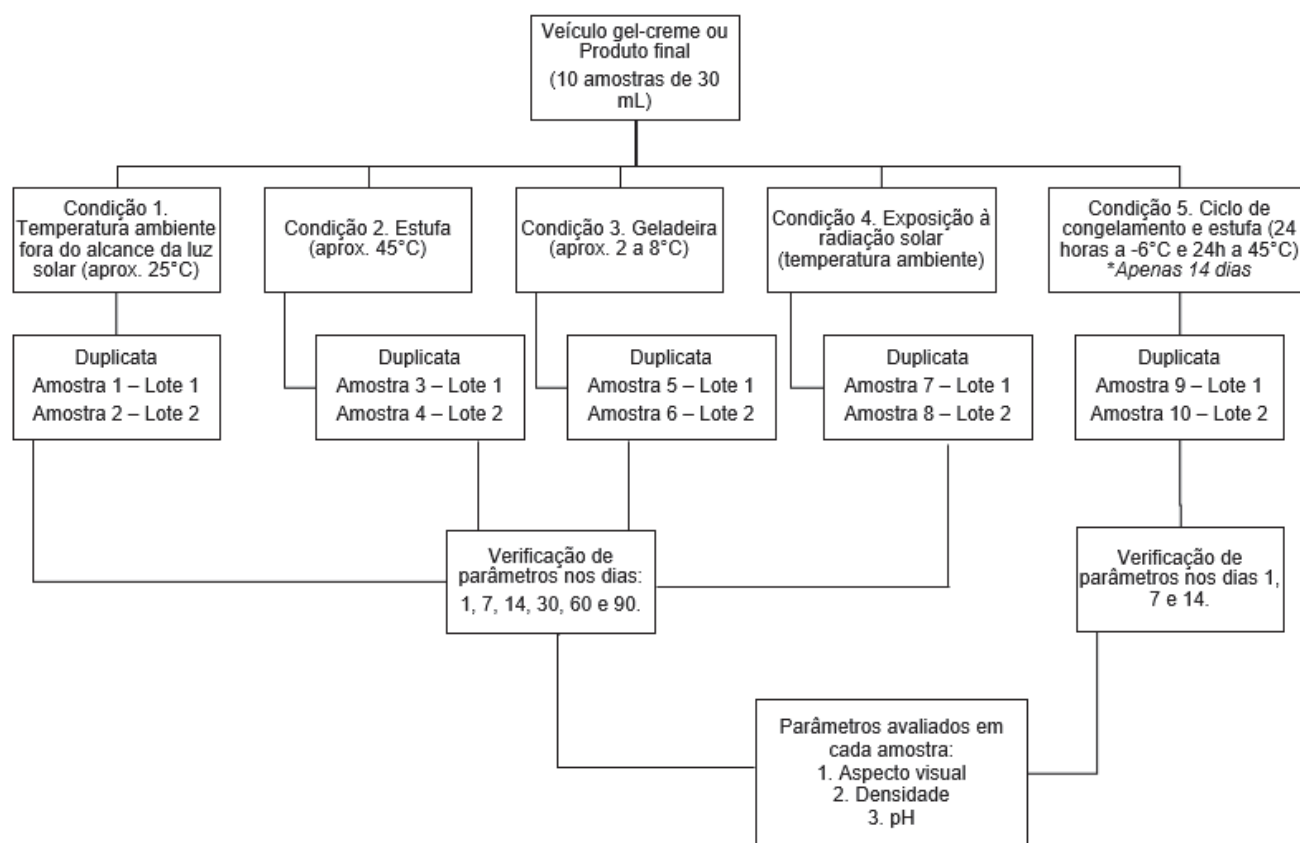 Veículo gel-creme ou
Produto final
(10 amostras de 30
mL)
Condição 1.
Temperatura ambiente
fora do alcance da luz
solar (aprox. 25°C)
Condição 2. Estufa
(aprox. 45°C)
Condição 3. Geladeira
(aprox. 2 a 8°C)
Condição 4. Exposição à
radiação solar
(temperatura ambiente)
Condição 5. Ciclo de
congelamento e estufa (24
horas a -6°C e 24h a 45°C)
*Apenas 14 dias
Duplicata
Amostra 1 – Lote 1
Amostra 2 – Lote 2
Duplicata
Amostra 3 – Lote 1
Amostra 4 – Lote 2
Duplicata
Amostra 5 – Lote 1
Amostra 6 – Lote 2
Duplicata
Amostra 7 – Lote 1
Amostra 8 – Lote 2
Duplicata
Amostra 9 – Lote 1
Amostra 10 – Lote 2
Verificação de
parâmetros nos dias:
1, 7, 14, 30, 60 e 90.
Verificação de
parâmetros nos dias 1,
7 e 14.
Parâmetros avaliados em
cada amostra:
1. Aspecto visual
2. Densidade
3. pH